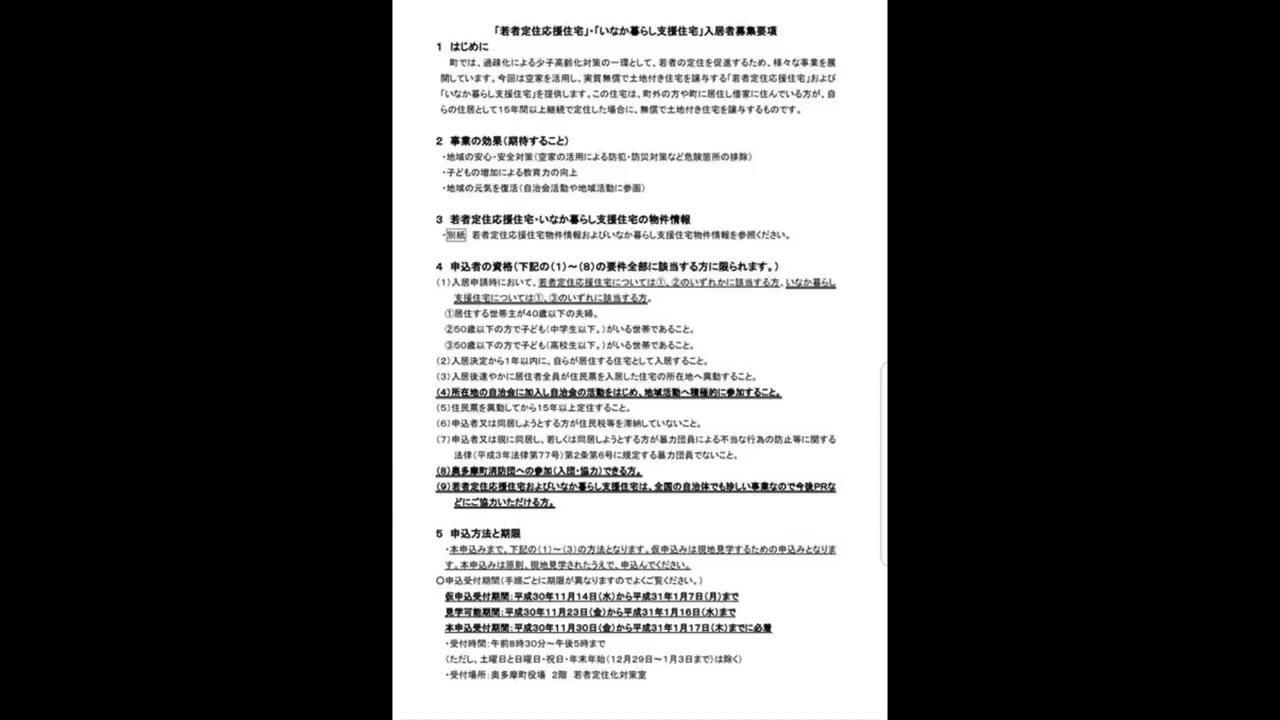 「若者定住応援住宅」・「いなか暮らし支援住宅」入居者募集要項
1 はじめに
町では、過疎化による少子高齢化対策の一環として、若者の定住を促進するため、様々な事業を展
開しています。今回は空家を活用し、実質無償で土地付き住宅を譲与する「若者定住応援住宅」および
「いなか暮らし支援住宅」を提供します。この住宅は、町外の方や町に居住し借家に住んでいる方が、自
らの住居として15年間以上継続で定住した場合に、無償で土地付き住宅を譲与するものです。
2 事業の効果(期待すること)
・地域の安心・安全対策(空家の活用による防犯・防災対策など危険箇所の排除)
・子どもの増加による教育力の向上
・地域の元気を復活(自治会活動や地域活動に参画)
3 若者定住応援住宅・いなか暮らし支援住宅の物件情報
・別紙 若者定住応援住宅物件情報およびいなか暮らし支援住宅物件情報を参照ください。
4 申込者の資格(下記の(1)~(8)の要件全部に該当する方に限られます。)
(1)入居申請時において、若者定住応援住宅については①、②のいずれかに該当する方、いなか暮らし
支援住宅については①、③のいずれに該当する方。
①居住する世帯主が40歳以下の夫婦。
②50歳以下の方で子ども(中学生以下。)がいる世帯であること。
③50歳以下の方で子ども(高校生以下。)がいる世帯であること。
(2)入居決定から1年以内に、自らが居住する住宅として入居すること。
(3)入居後速やかに居住者全員が住民票を入居した住宅の所在地へ異動すること。
(4)所在地の自治会に加入し自治会の活動をはじめ、地域活動へ積極的に参加すること。
(5)住民票を異動してから15年以上定住すること。
(6)申込者又は同居しようとする方が住民税等を滞納していないこと。
(7)申込者又は現に同居し、若しくは同居しようとする方が暴力団員による不当な行為の防止等に関する
法律(平成3年法律第77号)第2条第6号に規定する暴力団員でないこと。
(8)奥多摩町消防団への参加(入団・協力)できる方。
(9)若者定住応援住宅およびいなか暮らし支援住宅は、全国の自治体でも珍しい事業なので今後PRな
どにご協力いただける方。
5 申込方法と期限
・本申込みまで、下記の(1)~(3)の方法となります。仮申込みは現地見学するための申込みとなりま
す。本申込みは原則、現地見学されたうえで、申込んでください。
○申込受付期間(手順ごとに期限が異なりますのでよくご覧ください。)
仮申込受付期間:平成30年11月14日(水)から平成31年1月7日(月)まで
見学可能期間:平成30年11月23日(金)から平成31年1月16日(水)まで
本申込受付期間:平成30年11月30日(金)から平成31年1月17日(木)までに必着
・受付時間:午前8時30分~午後5時まで
(ただし、土曜日と日曜日・祝日・年末年始(12月29日~1月3日まで)は除く)
・受付場所:奥多摩町役場 2階 若者定住化対策室